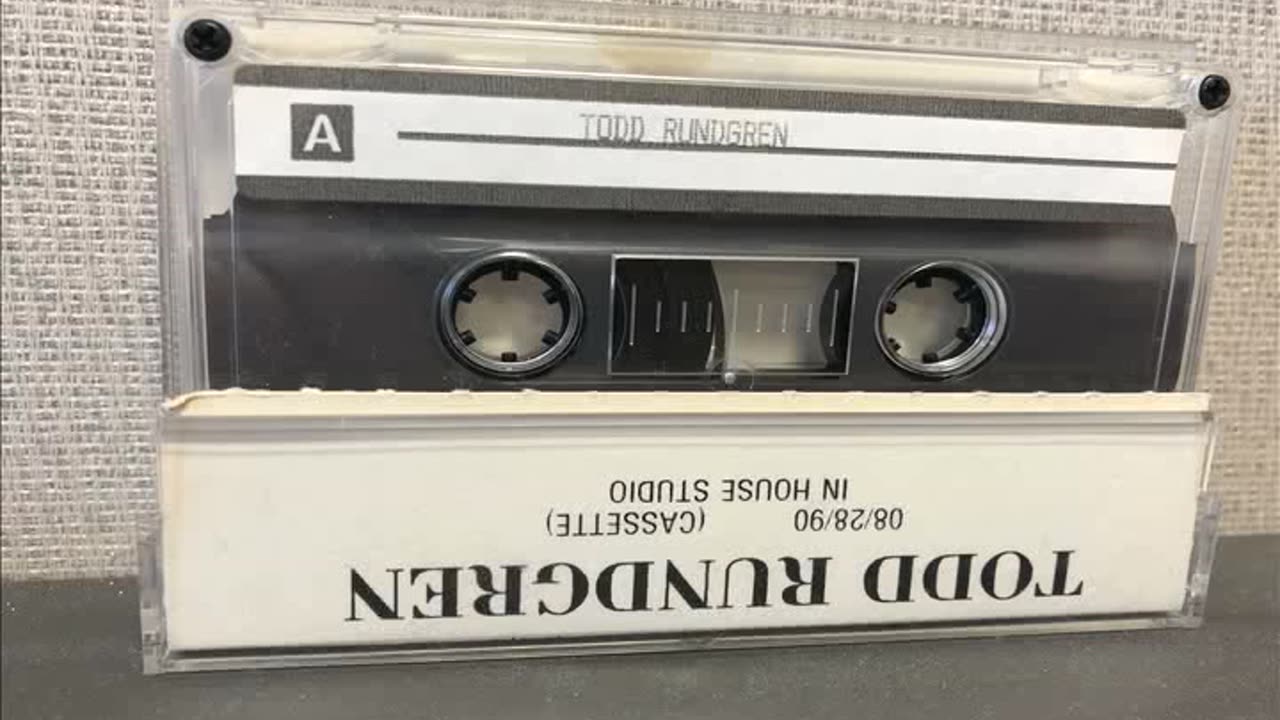 A
TODD RUNDGREN
TODD RUNDGREN
08/28/90 (CASSETTE)
IN HOUSE STUDIO